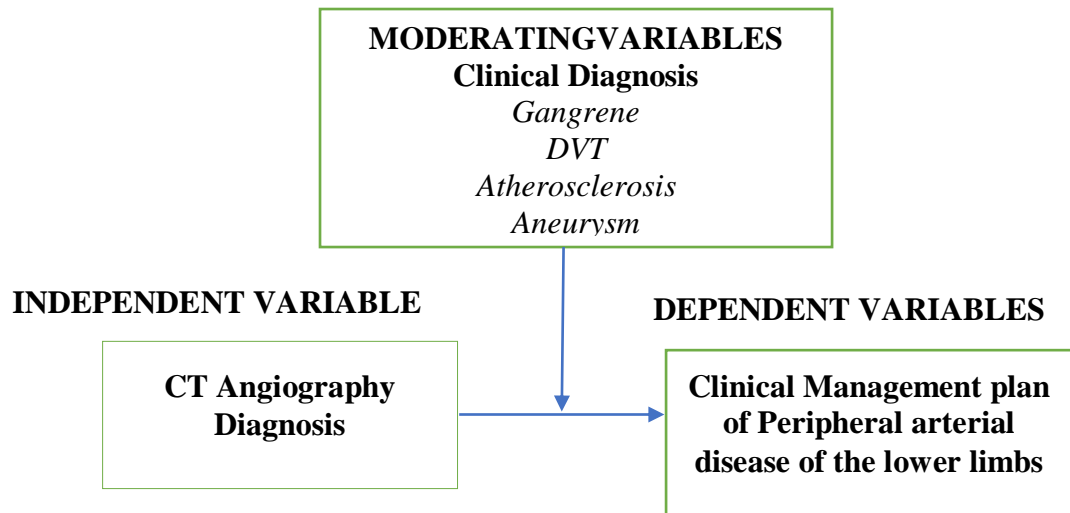 MODERATINGVARIABLES
Clinical Diagnosis
Gangrene
DVT
Atherosclerosis
Aneurysm
INDEPENDENT VARIABLE
DEPENDENT VARIABLES
CT Angiography
Diagnosis
Clinical Management plan
of Peripheral arterial
disease of the lower limbs